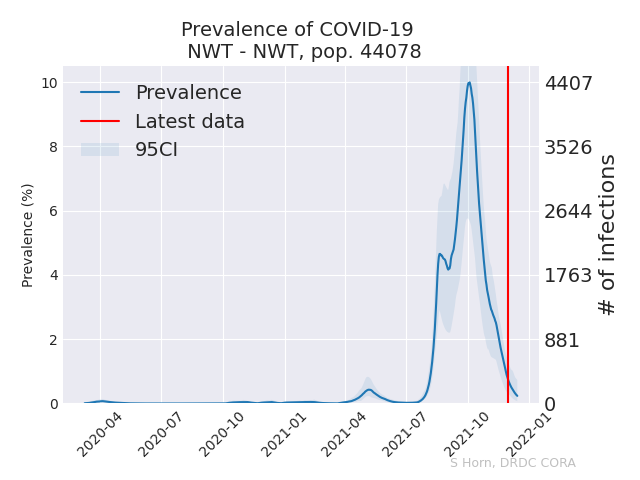 Prevalence of COVID-19
NWT - NWT, pop. 44078
Prevalence
Latest data
95CI
Prevalence (%)
10
8
6
4
2
0
4407
3526
2644
1763
881
0
# of infections
2020-04
2020-07
2020-10
2021-01
2021-04
2021-07
2021-10
2022-01
S Horn, DRDC CORA